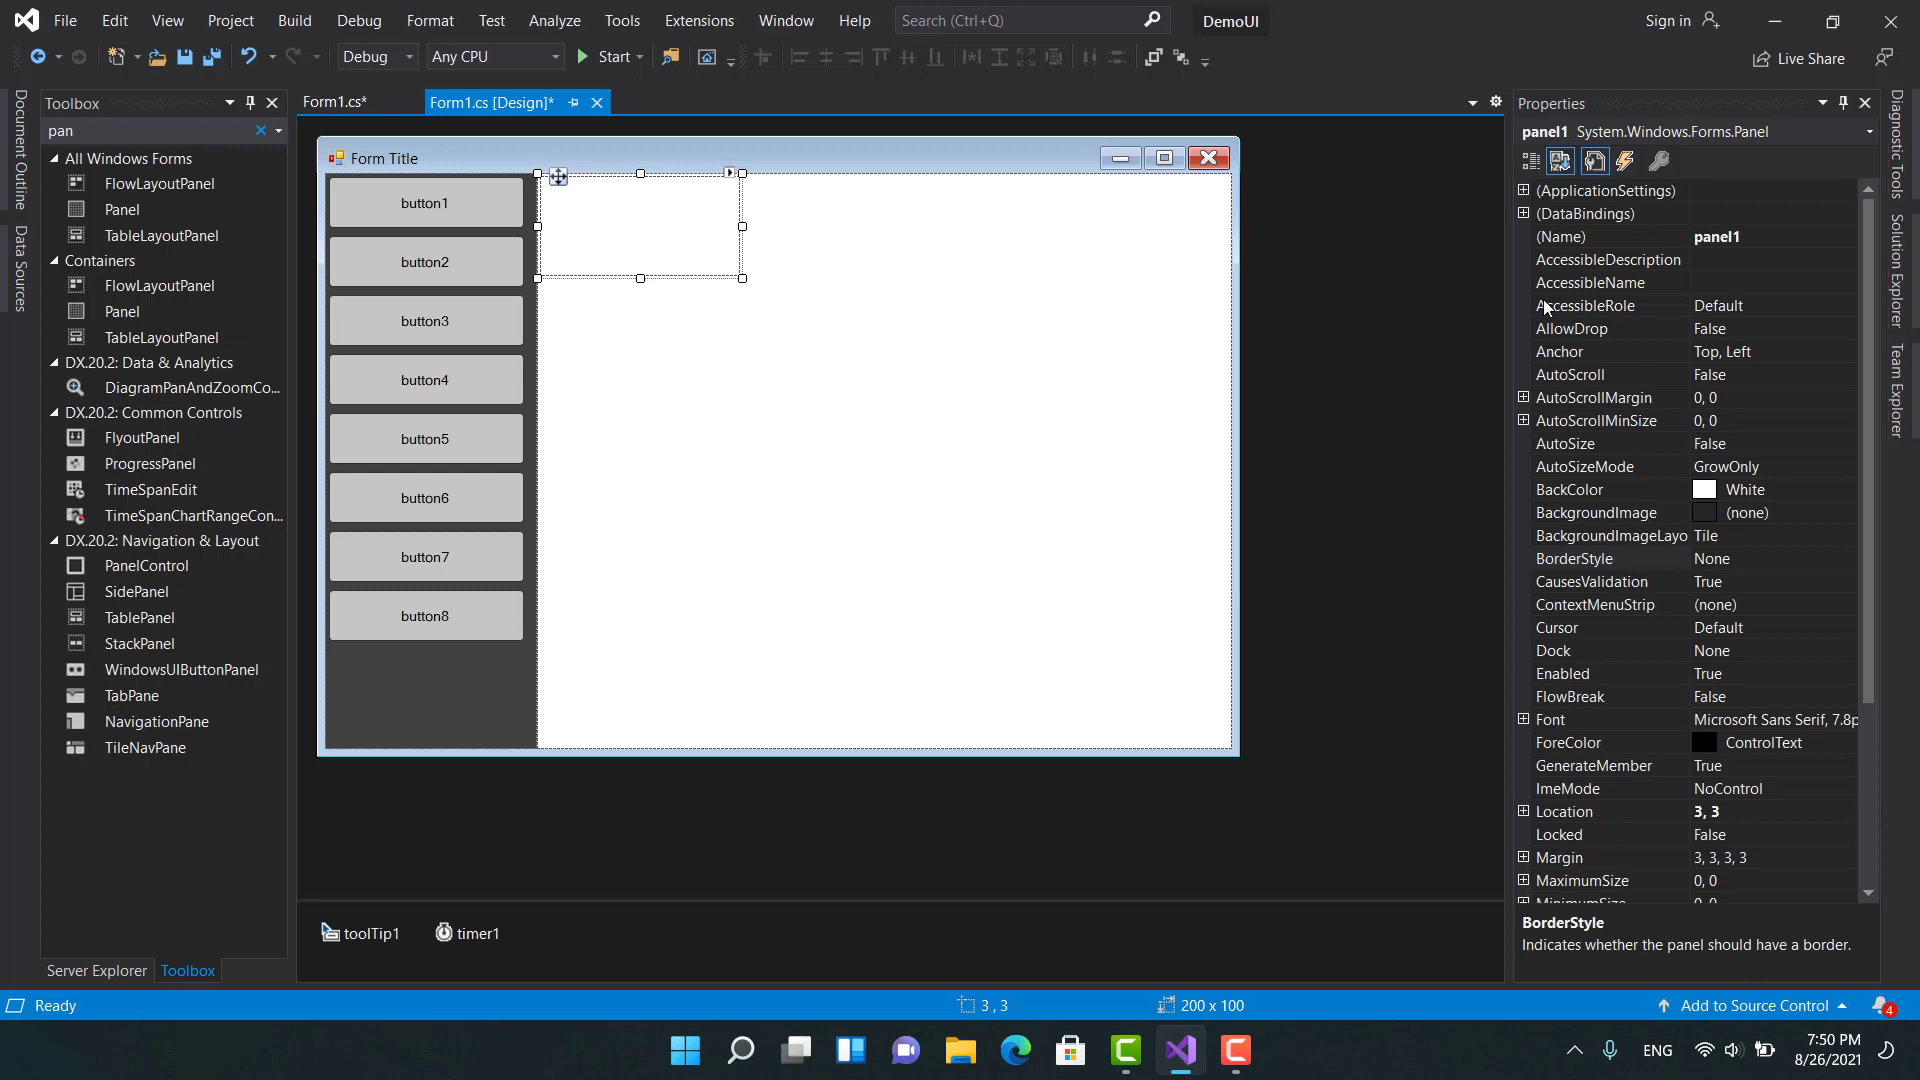 File Edit View Project Build Debug Format Test Analyze Tools Extensions Window Help Search (Ctrl+Q) DemoUI Sign in
Debug Any CPU Start Live Share
Document Outline
Data Sources
Toolbox
pan
All Windows Forms
FlowLayoutPanel
Panel
TableLayoutPanel
Containers
FlowLayoutPanel
Panel
TableLayoutPanel
DX.20.2: Data & Analytics
DiagramPanAndZoomCo...
DX.20.2: Common Controls
FlyoutPanel
ProgressPanel
TimeSpanEdit
TimeSpanChartRangeCon...
DX.20.2: Navigation & Layout
PanelControl
SidePanel
TablePanel
StackPanel
WindowsUIButtonPanel
TabPane
NavigationPane
TileNavPane
Server Explorer Toolbox
Form1.cs* Form1.cs [Design]*
Form Title
button1
button2
button3
button4
button5
button6
button7
button8
toolTip1 timer1
Properties
panel1 System.Windows.Forms.Panel
(ApplicationSettings)
(DataBindings)
(Name) panel1
AccessibleDescription
AccessibleName
AccessibleRole Default
AllowDrop False
Anchor Top, Left
AutoScroll False
AutoScrollMargin 0, 0
AutoScrollMinSize 0, 0
AutoSize False
AutoSizeMode GrowOnly
BackColor White
BackgroundImage (none)
BackgroundImageLayo Tile
BorderStyle None
CausesValidation True
ContextMenuStrip (none)
Cursor Default
Dock None
Enabled True
FlowBreak False
Font Microsoft Sans Serif, 7.8p
ForeColor ControlText
GenerateMember True
ImeMode NoControl
Location 3, 3
Locked False
Margin 3, 3, 3, 3
MaximumSize 0, 0
BorderStyle
Indicates whether the panel should have a border.
Diagnostic Tools
Solution Explorer
Team Explorer
Ready 3 , 3 200 x 100 Add to Source Control 4
ENG 7:50 PM
8/26/2021